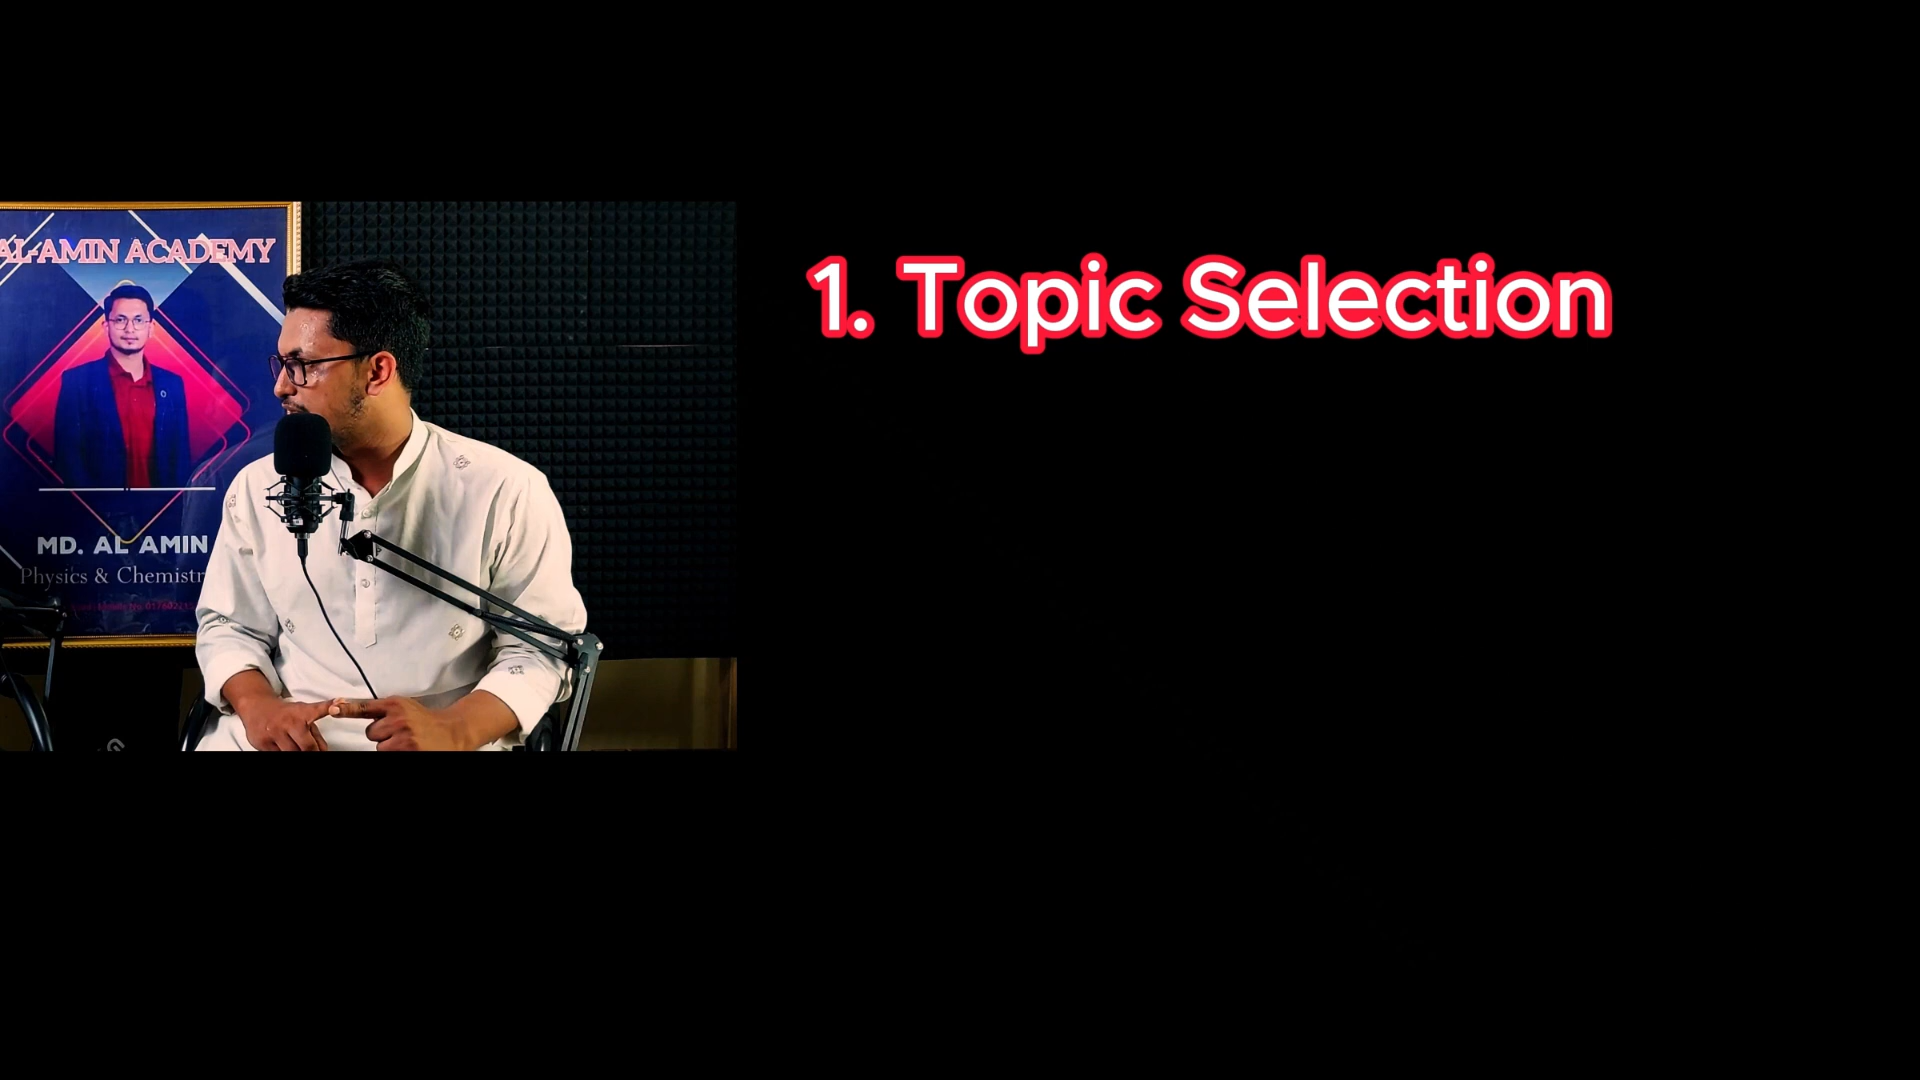 AL-AMIN ACADEMY
MD. AL AMIN
Physics & Chemistr
1. Topic Selection